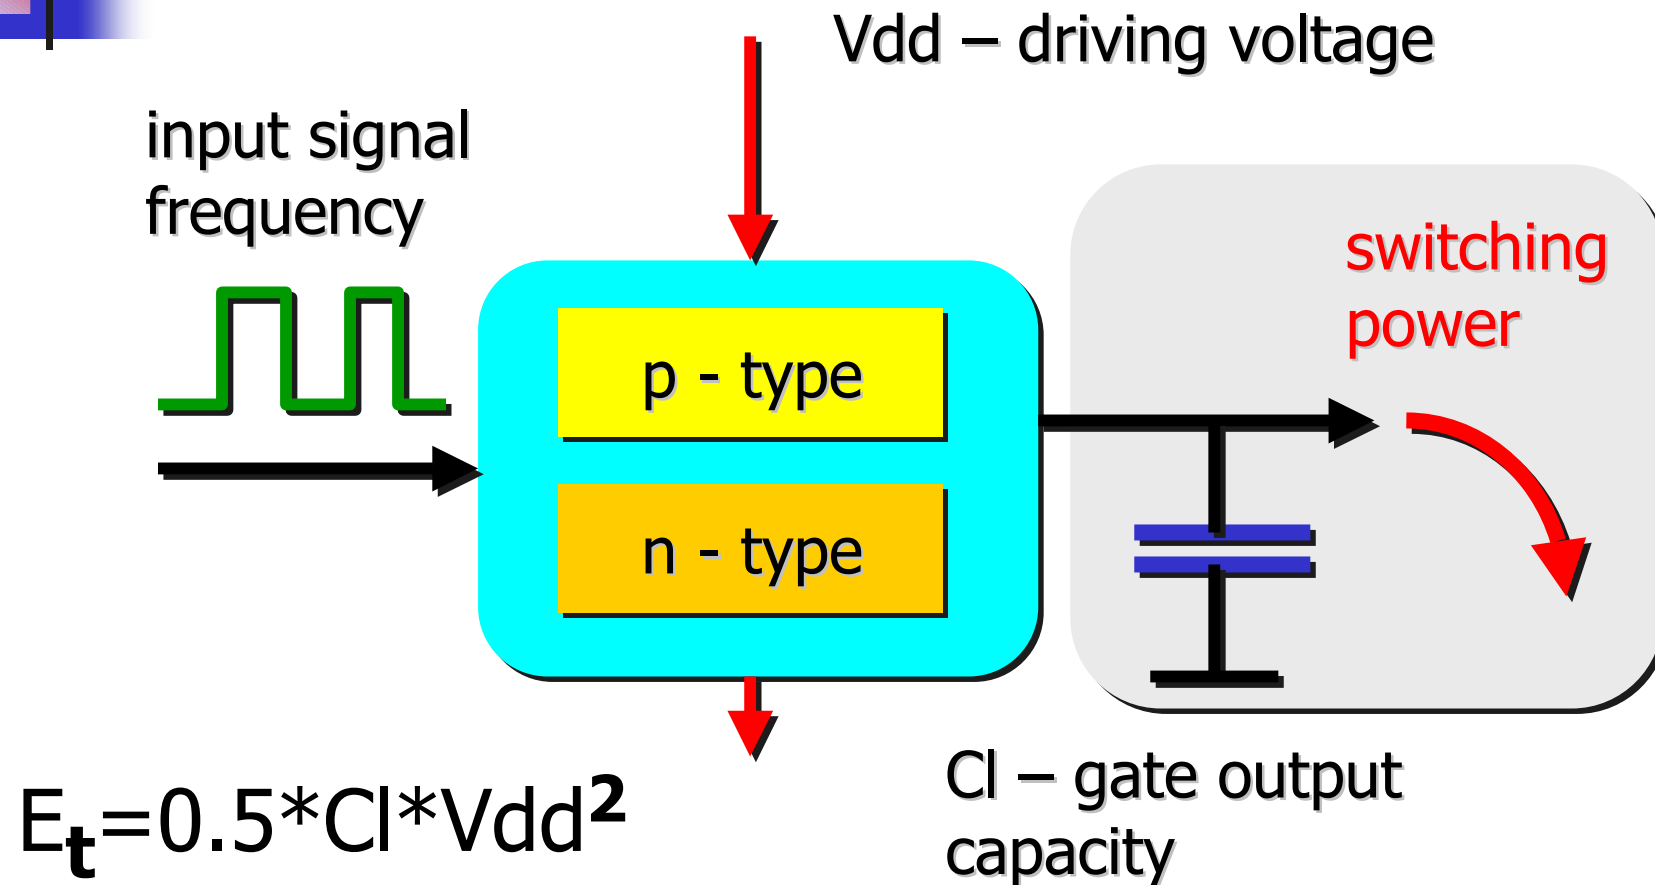 Vdd – driving voltage
input signal
frequency
switching
power
p - type
n - type
Cl – gate output
capacity
Et=0.5*Cl*Vdd²